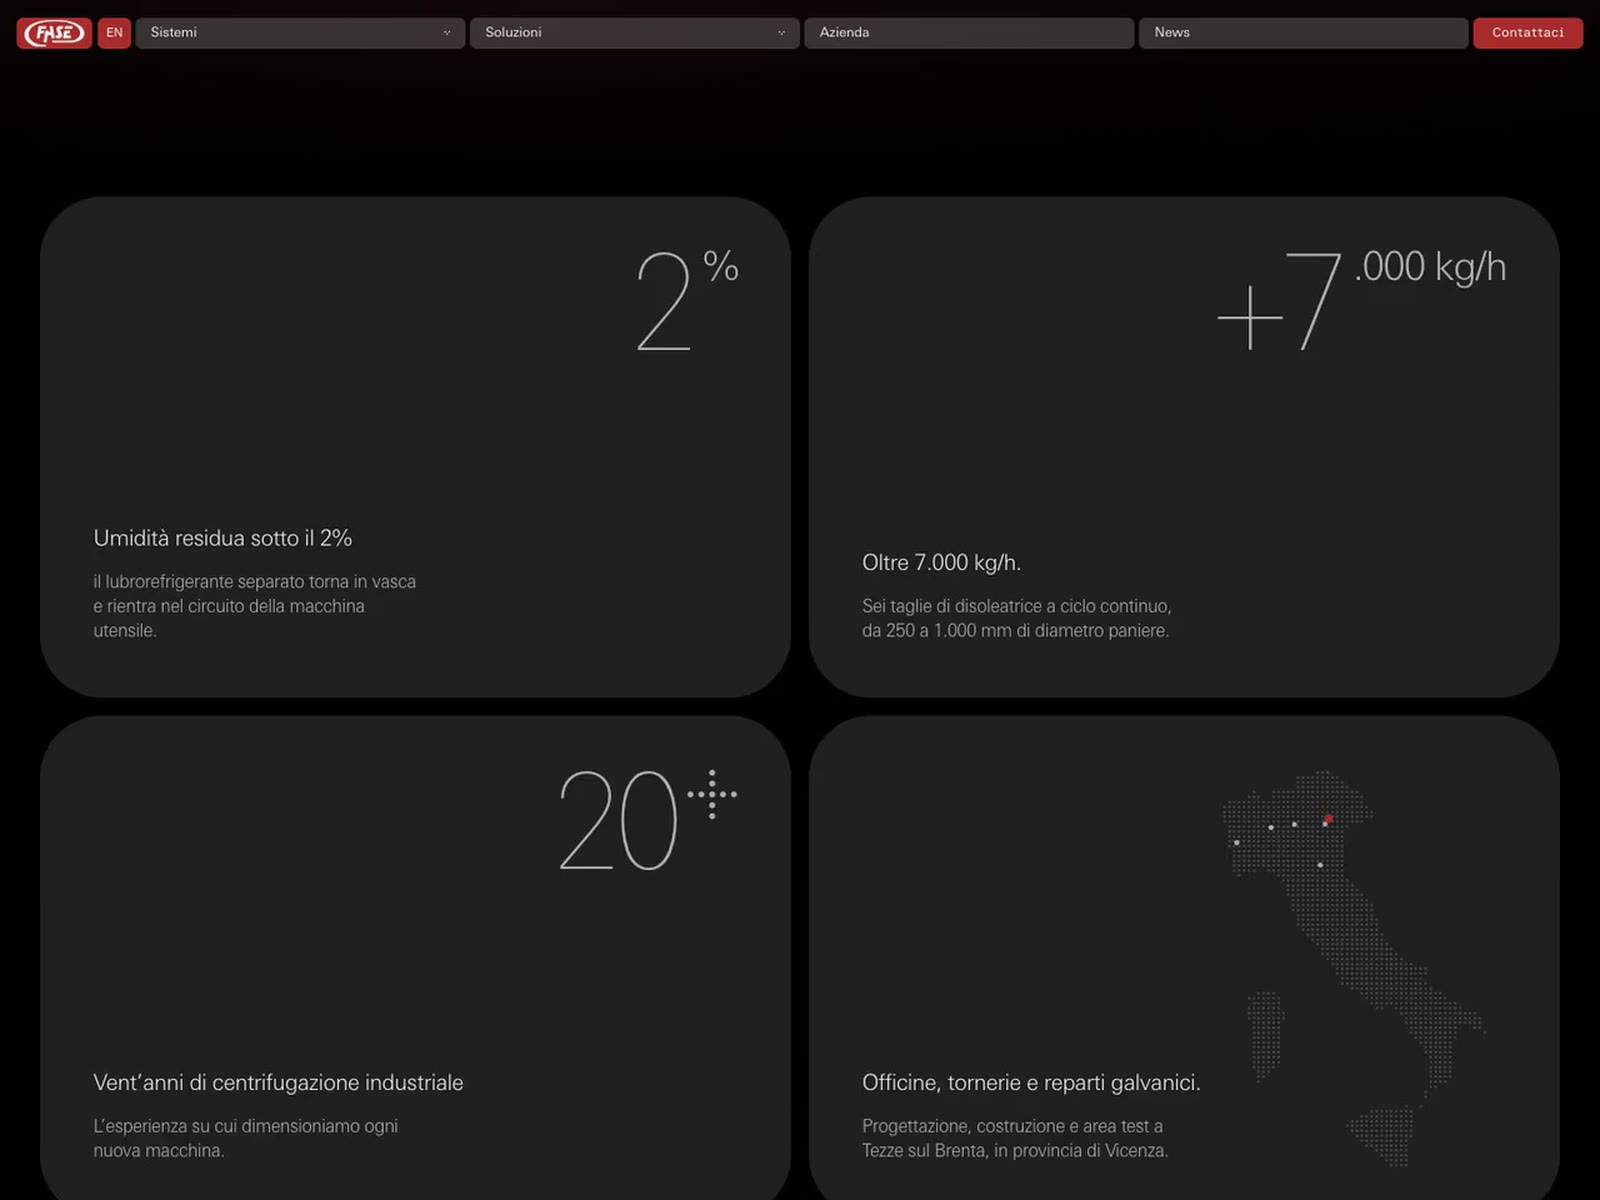 FASE
EN
Sistemi
Soluzioni
Azienda
News
Contattaci
2%
+7.000 kg/h
Umidità residua sotto il 2%
il lubrorefrigerante separato torna in vasca
e rientra nel circuito della macchina
utensile.
Oltre 7.000 kg/h.
Sei taglie di disoleatrice a ciclo continuo,
da 250 a 1.000 mm di diametro paniere.
20+
Vent’anni di centrifugazione industriale
L’esperienza su cui dimensioniamo ogni
nuova macchina.
Officine, tornerie e reparti galvanici.
Progettazione, costruzione e area test a
Tezze sul Brenta, in provincia di Vicenza.